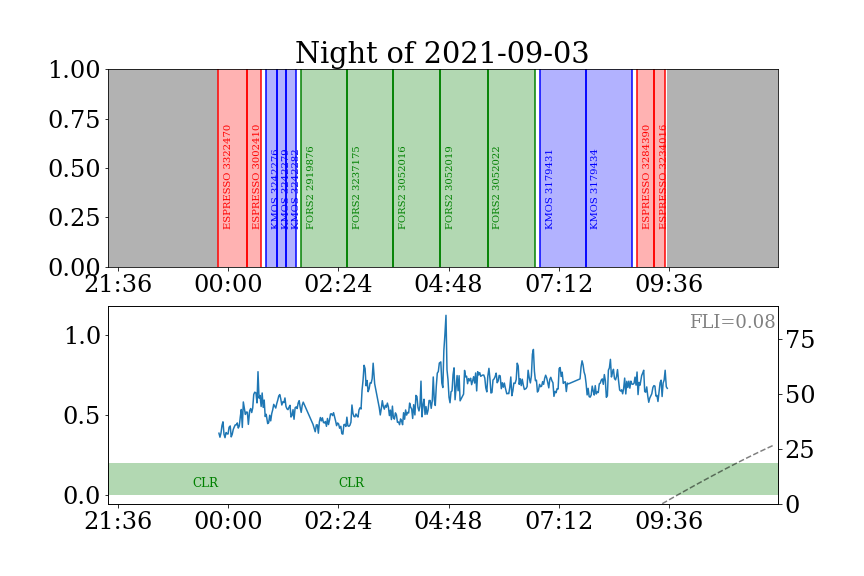 Night of 2021-09-03
1.00
0.75
0.50
0.25
0.00
ESPRESSO 3322470
ESPRESSO 3002410
KMOS 3242276
KMOS 3242282
FORS2 2919876
FORS2 3237175
FORS2 3052016
FORS2 3052019
FORS2 3052022
KMOS 3179431
KMOS 3179434
ESPRESSO 3284390
21:36
00:00
02:24
04:48
07:12
09:36
FLI=0.08
1.0
0.5
0.0
75
50
25
0
CLR
CLR
21:36
00:00
02:24
04:48
07:12
09:36